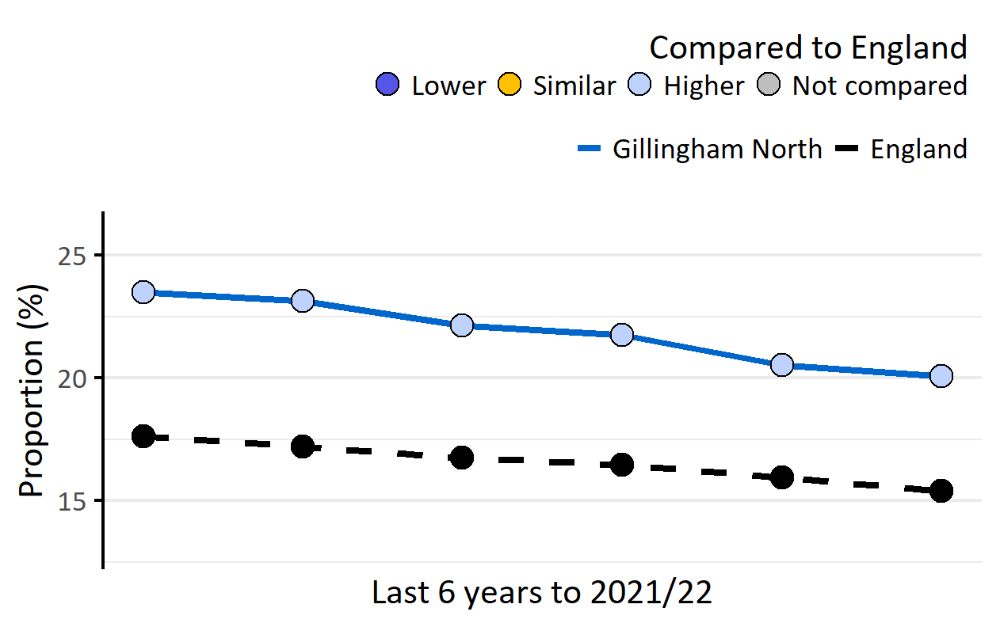 Compared to England
Lower Similar Higher Not compared
Gillingham North England
25
20
15
Proportion (%)
Last 6 years to 2021/22